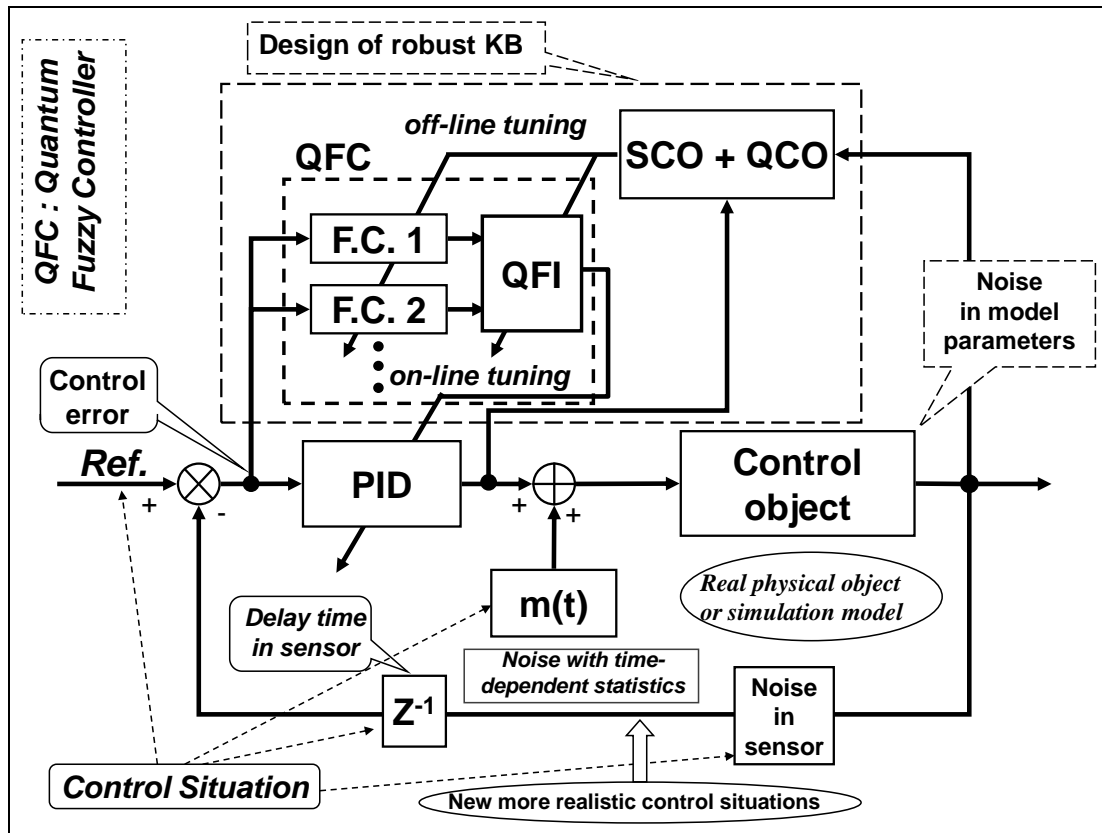 Design of robust KB
QFC : Quantum
Fuzzy Controller
off-line tuning
SCO + QCO
QFC
F.C. 1
QFI
F.C. 2
on-line tuning
Noise
in model
parameters
Control
error
Ref.
+
-
PID
+
+
Control
object
Real physical object
or simulation model
m(t)
Delay time
in sensor
Noise with time-
dependent statistics
Z-1
Noise
in
sensor
Control Situation
New more realistic control situations